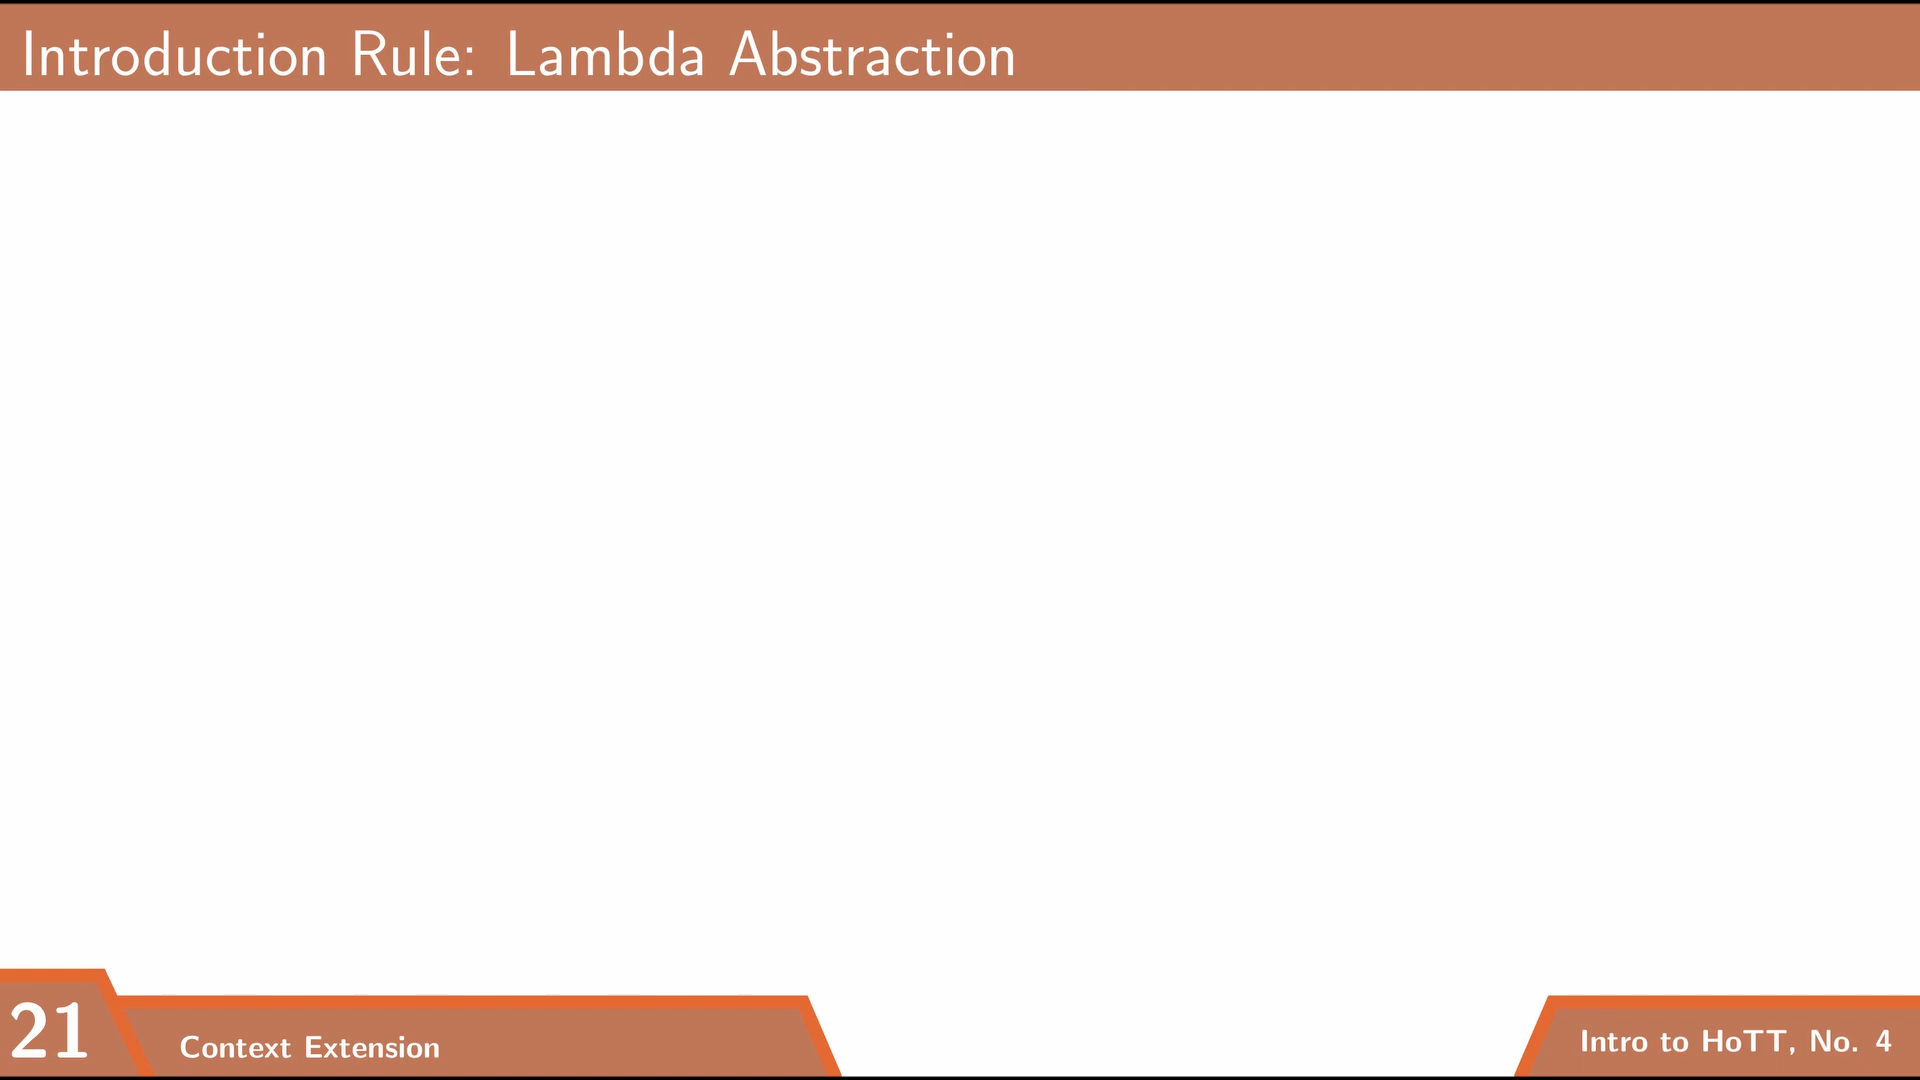 Introduction Rule: Lambda Abstraction
21
Context Extension
Intro to HoTT, No. 4